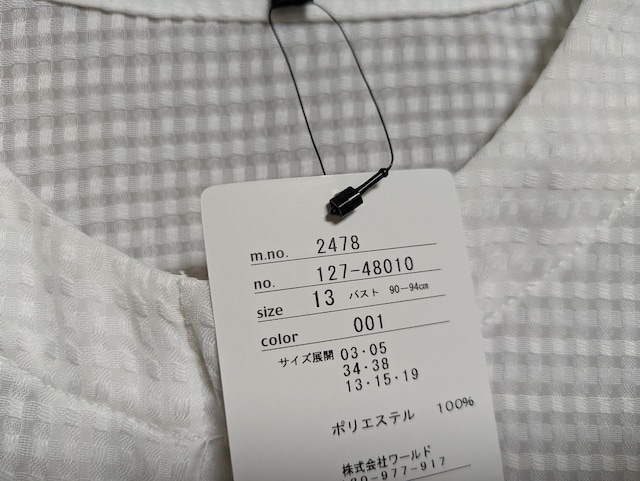 m.no. 2478
no. 127-48010
size 13 バスト 90-94㎝
color 001
サイズ展開 03・05
34・38
13・15・19
ポリエステル 100%
株式会社ワールド
-977-917